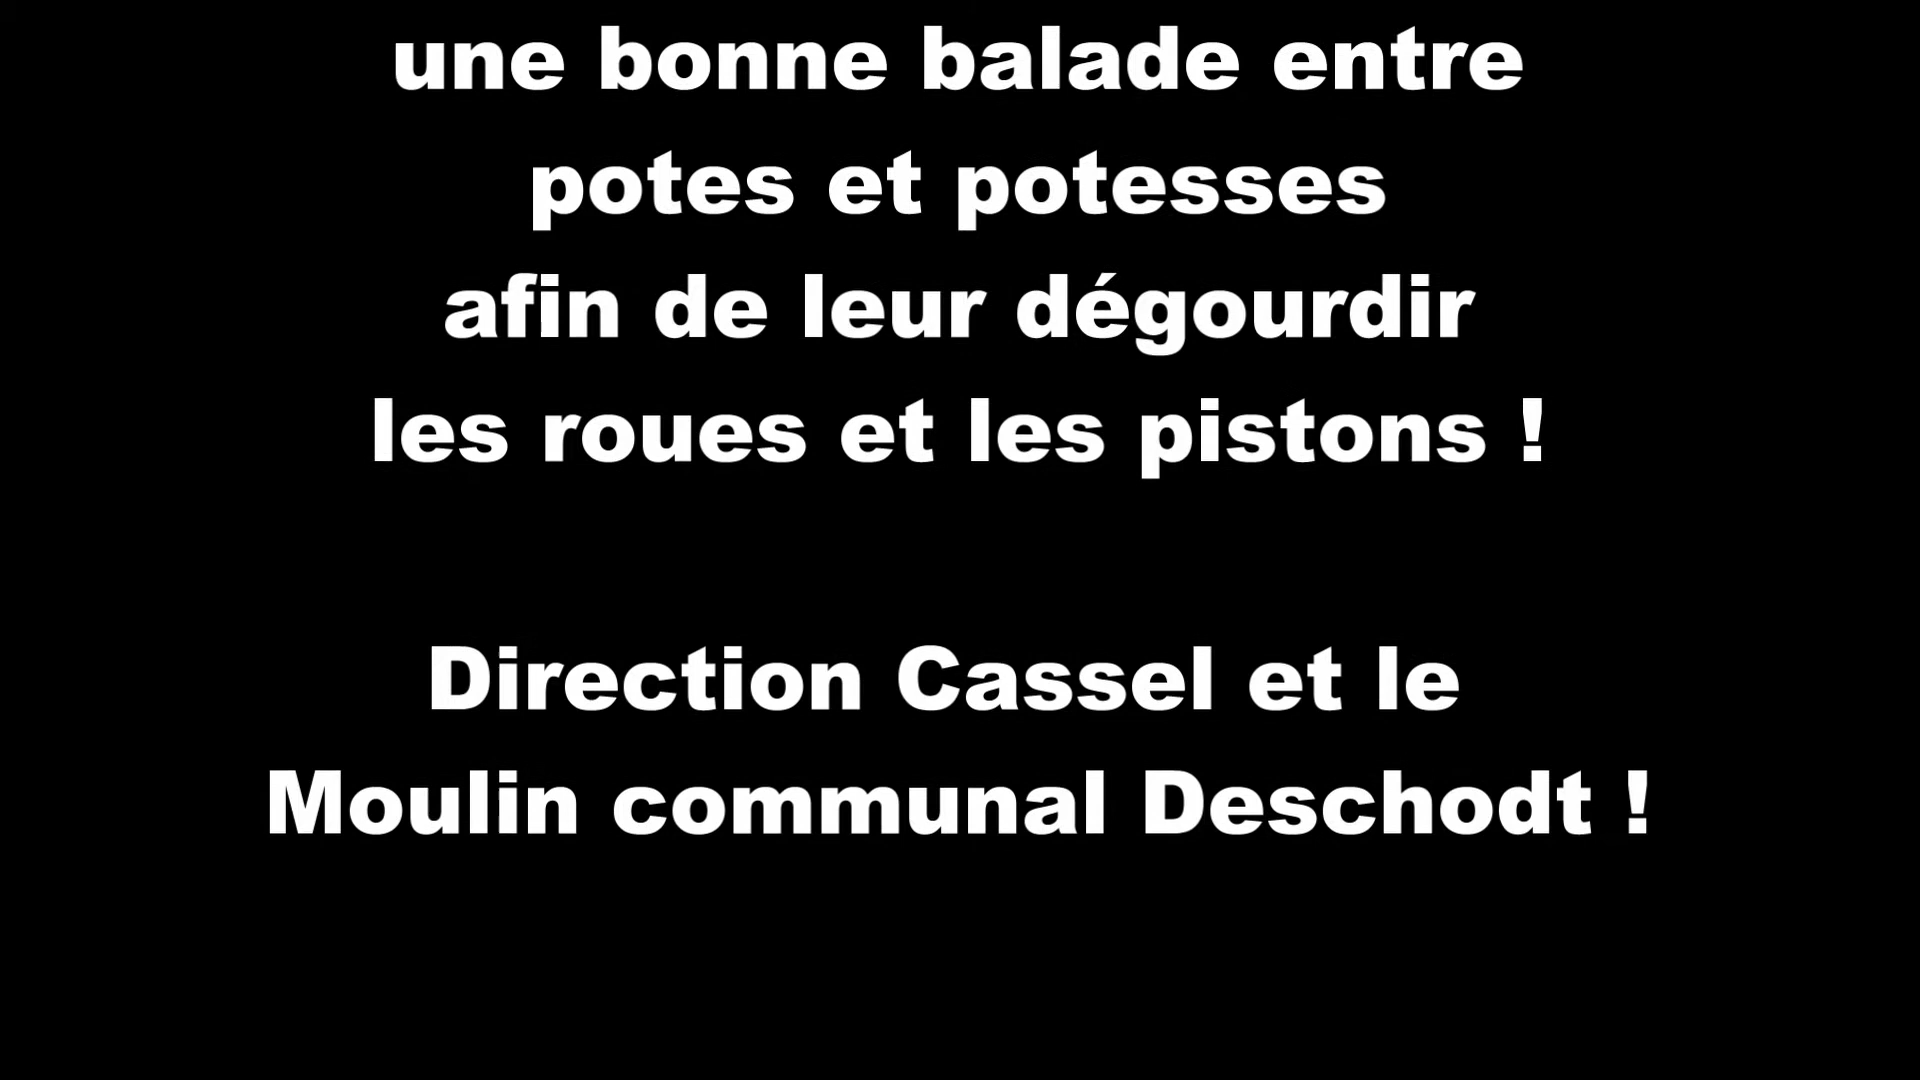 une bonne balade entre
potes et potesses
afin de leur dégourdir
les roues et les pistons !
Direction Cassel et le
Moulin communal Deschodt !